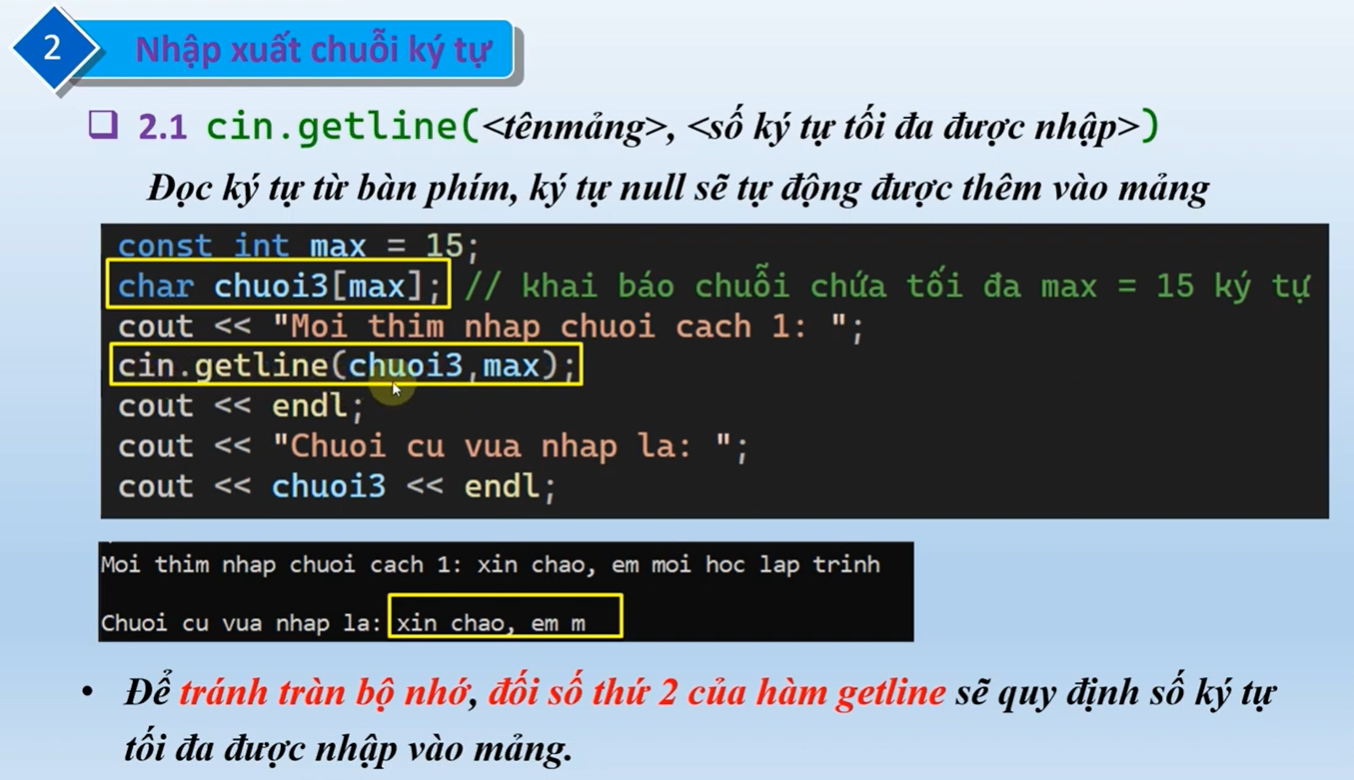 2
Nhập xuất chuỗi ký tự
2.1 cin.getline(<tênmảng>, <số ký tự tối đa được nhập>)
Đọc ký tự từ bàn phím, ký tự null sẽ tự động được thêm vào mảng
const int max = 15;
char chuoi3[max]; // khai báo chuỗi chứa tối đa max = 15 ký tự
cout << "Moi thim nhap chuoi cach 1: ";
cin.getline(chuoi3,max);
cout << endl;
cout << "Chuoi cu vua nhap la: ";
cout << chuoi3 << endl;
Moi thim nhap chuoi cach 1: xin chao, em moi hoc lap trinh
Chuoi cu vua nhap la: xin chao, em m
• Để tránh tràn bộ nhớ, đối số thứ 2 của hàm getline sẽ quy định số ký tự
tối đa được nhập vào mảng.